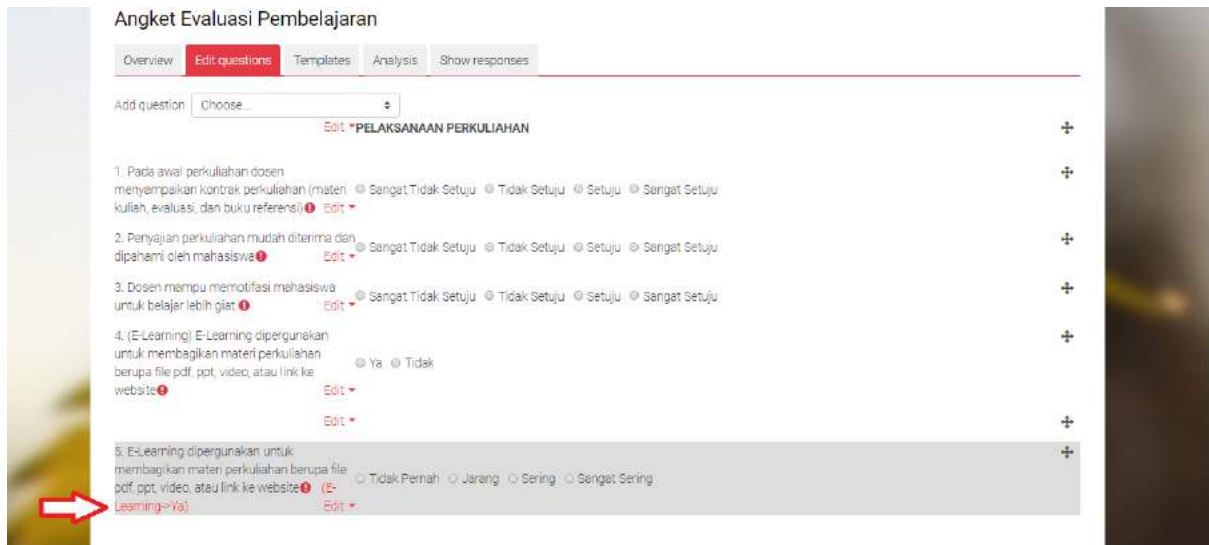 Angket Evaluasi Pembelajaran
Overview Edit questions Templates Analysis Show responses
Add question Choose...
Edit PELAKSANAAN PERKULIAHAN
1. Pada awal perkuliahan dosen
menyampaikan kontrak perkuliahan (materi
kuliah, evaluasi, dan buku referensi) Edit
Sangat Tidak Setuju Tidak Setuju Setuju Sangat Setuju
2. Penyajian perkuliahan mudah diterima dan
dipahami oleh mahasiswa Edit
Sangat Tidak Setuju Tidak Setuju Setuju Sangat Setuju
3. Dosen mampu memotifasi mahasiswa
untuk belajar lebih giat Edit
Sangat Tidak Setuju Tidak Setuju Setuju Sangat Setuju
4. (E-Learning) E-Learning dipergunakan
untuk membagikan materi perkuliahan
berupa file pdf, ppt, video, atau link ke
website Edit
Ya Tidak
Edit
5. E-Learning dipergunakan untuk
membagikan materi perkuliahan berupa file
pdf, ppt, video, atau link ke website (E-
Learning->Ya) Edit
Tidak Pernah Jarang Sering Sangat Sering